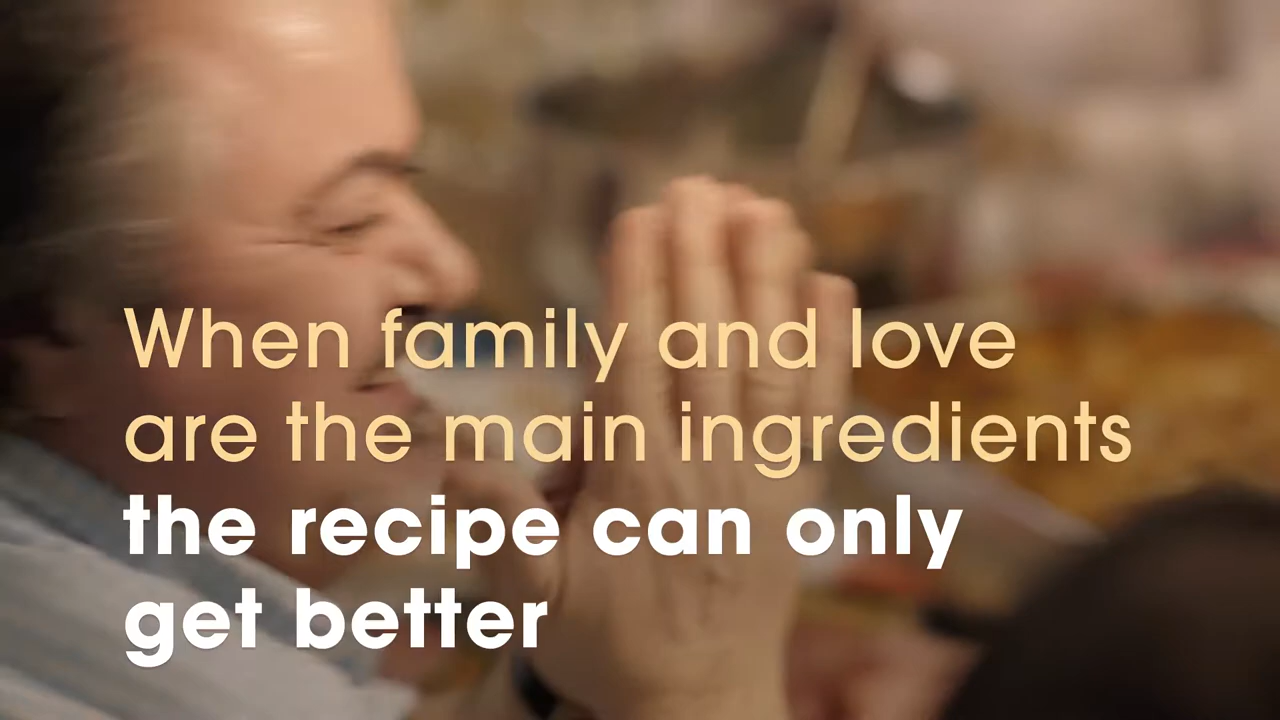 When family and love
are the main ingredients
the recipe can only
get better